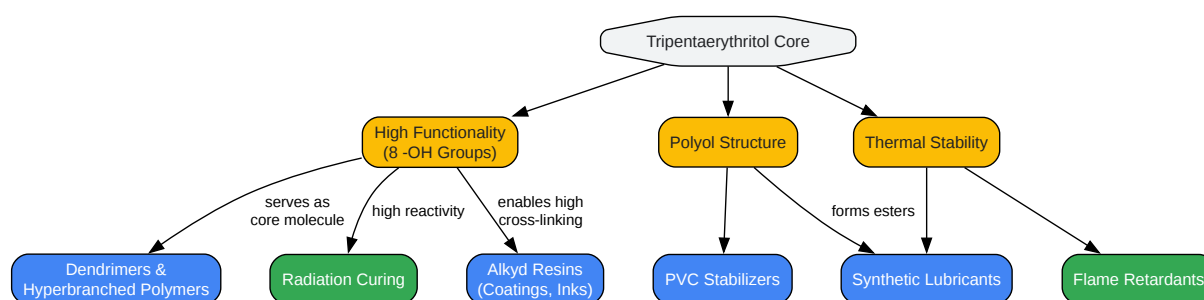 Tripentaerythritol Core
High Functionality
(8 -OH Groups)
Polyol Structure
Thermal Stability
serves as
core molecule
high reactivity
enables high
cross-linking
forms esters
Dendrimers &
Hyperbranched Polymers
Radiation Curing
Alkyd Resins
(Coatings, Inks)
PVC Stabilizers
Synthetic Lubricants
Flame Retardants